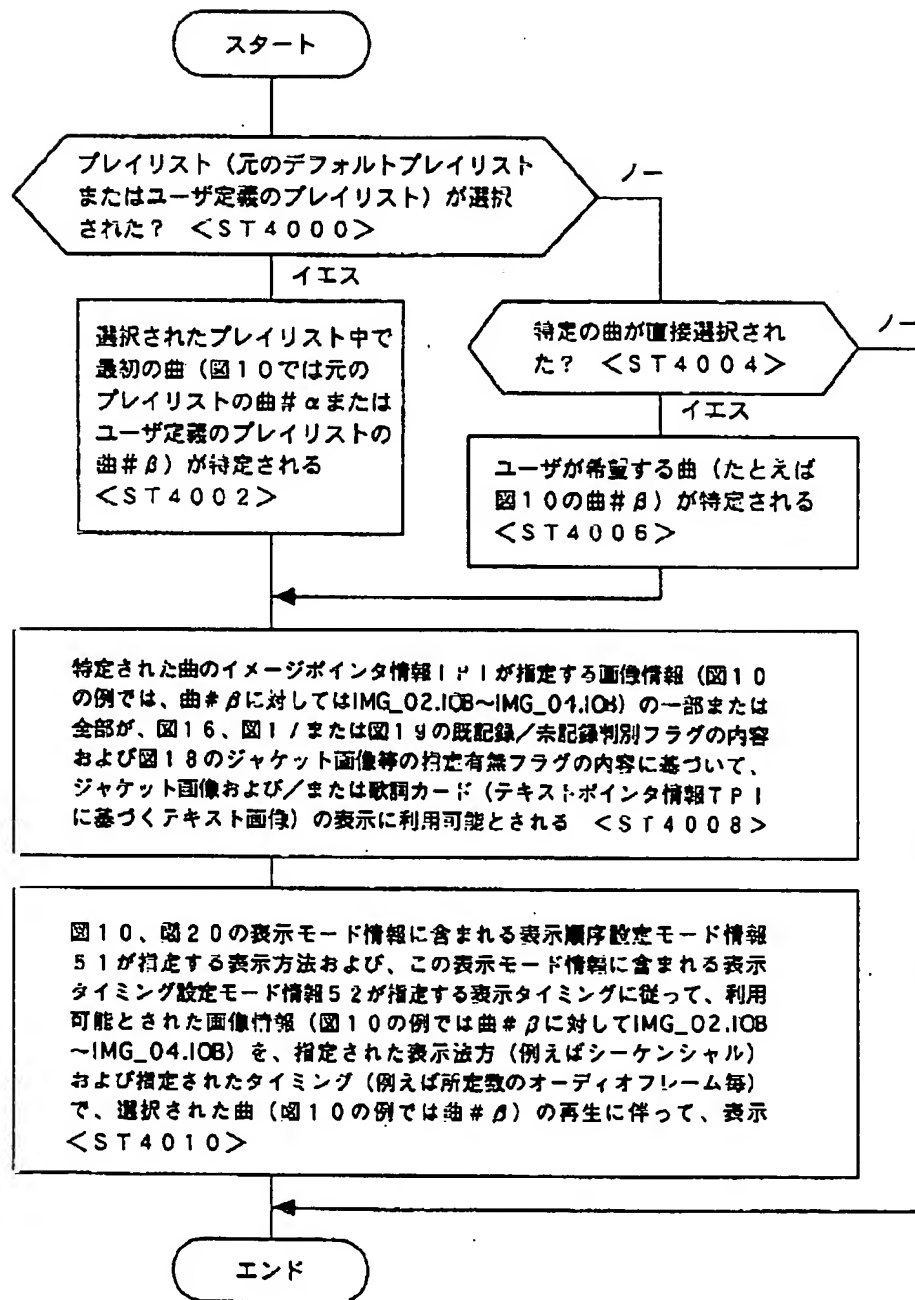 スタート
プレイリスト（元のデフォルトプレイリスト
またはユーザ定義のプレイリスト）が選択
された？ ＜ＳＴ４０００＞
ノー
イエス
選択されたプレイリスト中で
最初の曲（図１０では元の
プレイリストの曲＃αまたは
ユーザ定義のプレイリストの
曲＃β）が特定される
＜ＳＴ４００２＞
特定の曲が直接選択され
た？ ＜ＳＴ４００４＞
ノー
イエス
ユーザが希望する曲（たとえば
図１０の曲＃β）が特定される
＜ＳＴ４００６＞
特定された曲のイメージポインタ情報ＩＰＩが指定する画像情報（図１０
の例では、曲＃βに対してはIMG_02.IOB～IMG_04.IOB）の一部または
全部が、図１６、図１７または図１９の既記録／未記録判別フラグの内容
および図１８のジャケット画像等の指定有無フラグの内容に基づいて、
ジャケット画像および／または歌詞カード（テキストポインタ情報ＴＰＩ
に基づくテキスト画像）の表示に利用可能とされる ＜ＳＴ４００８＞
図１０、図２０の表示モード情報に含まれる表示順序設定モード情報
５１が指定する表示方法および、この表示モード情報に含まれる表示
タイミング設定モード情報５２が指定する表示タイミングに従って、利用
可能とされた画像情報（図１０の例では曲＃βに対してIMG_02.IOB
～IMG_04.IOB）を、指定された表示法方（例えばシーケンシャル）
および指定されたタイミング（例えば所定数のオーディオフレーム毎）
で、選択された曲（図１０の例では曲＃β）の再生に伴って、表示
＜ＳＴ４０１０＞
エンド